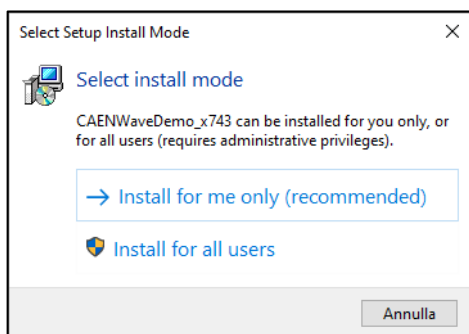 Select Setup Install Mode
Select install mode
CAENWaveDemo_x743 can be installed for you only, or
for all users (requires administrative privileges).
Install for me only (recommended)
Install for all users
Annulla